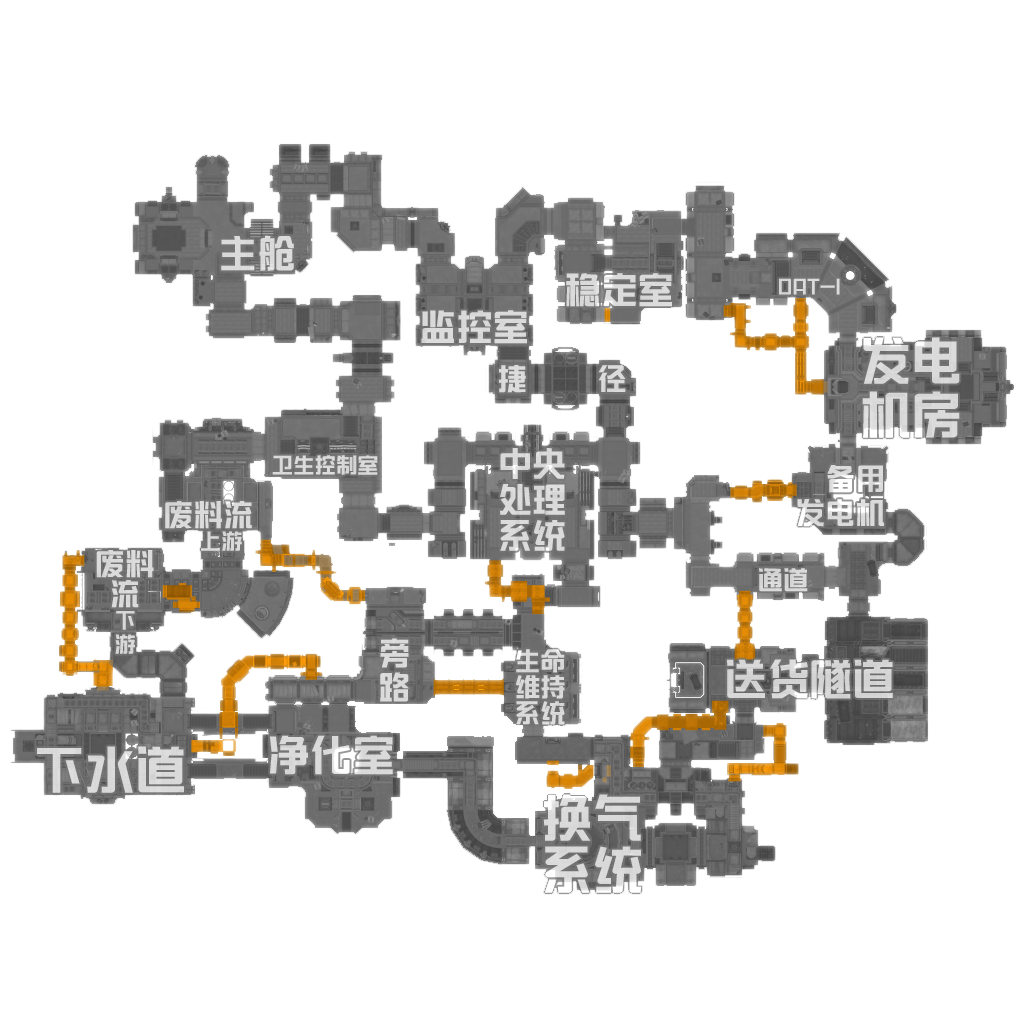 主舱
稳定室
DAT-1
监控室
发电
机房
捷 径
卫生控制室
中央
处理
系统
备用
发电机
废料流
上游
废料
流
下
游
通道
旁
路
生命
维持
系统
送货隧道
下水道
净化室
换气
系统